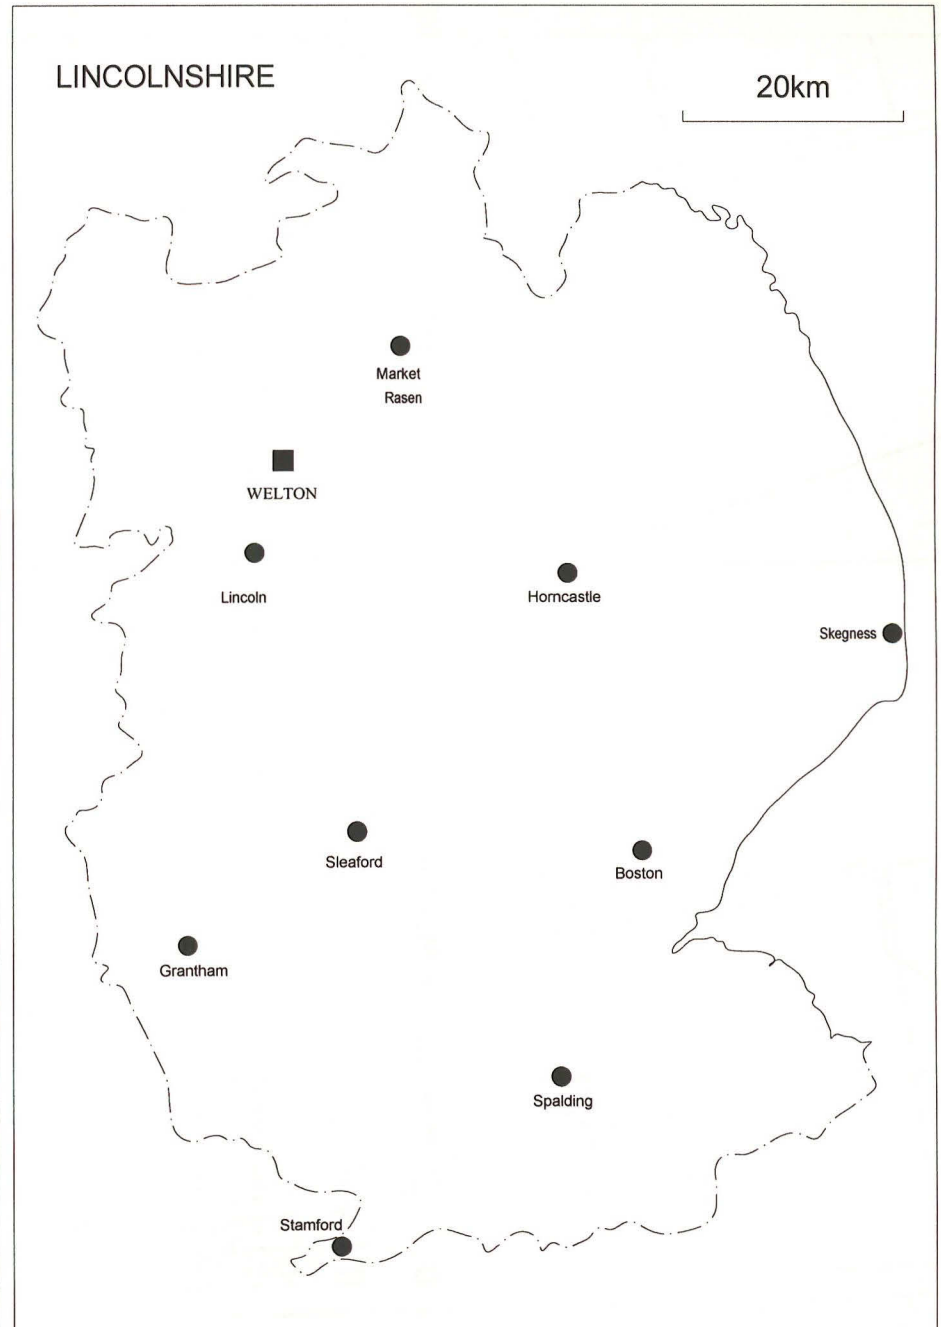 LINCOLNSHIRE
20km
Market
Rasen
WELTON
Lincoln
Horncastle
Skegness
Sleaford
Boston
Grantham
Spalding
Stamford